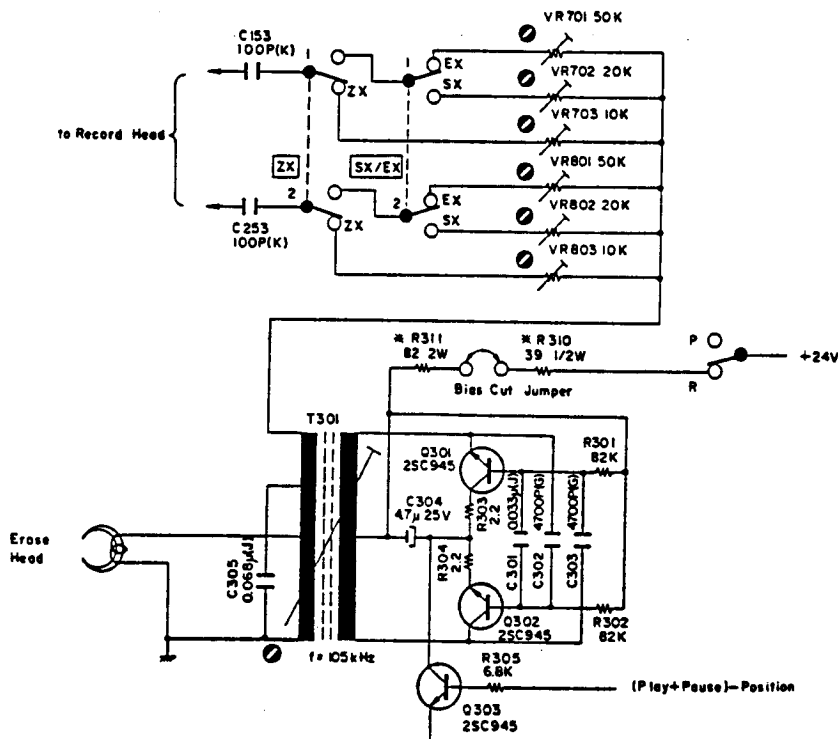 VR701 50K
C153
100P(K)
1
1
EX
VR702 20K
ZX
SX
VR703 10K
to Record Head
ZX
SX/EX
VR801 50K
2
2
EX
VR802 20K
ZX
SX
C253
100P(K)
VR803 10K
※R311
82 2W
※R310
39 1/2W
P
+24V
Bias Cut Jumper
R
T301
Q301
2SC945
R301
82K
C304
4.7μ 25V
R303
2.2
0.033μ(J)
4700P(G)
4700P(G)
Erase
Head
C305
0.068μ(J)
R304
2.2
C301
C302
C303
Q302
2SC945
R302
82K
f=105kHz
R305
6.8K
(Play+Pause)-Position
Q303
2SC945